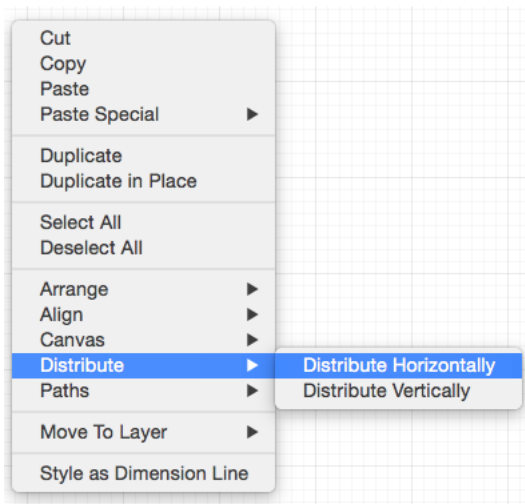 Cut
Copy
Paste
Paste Special
Duplicate
Duplicate in Place
Select All
Deselect All
Arrange
Align
Canvas
Distribute
Distribute Horizontally
Paths
Distribute Vertically
Move To Layer
Style as Dimension Line